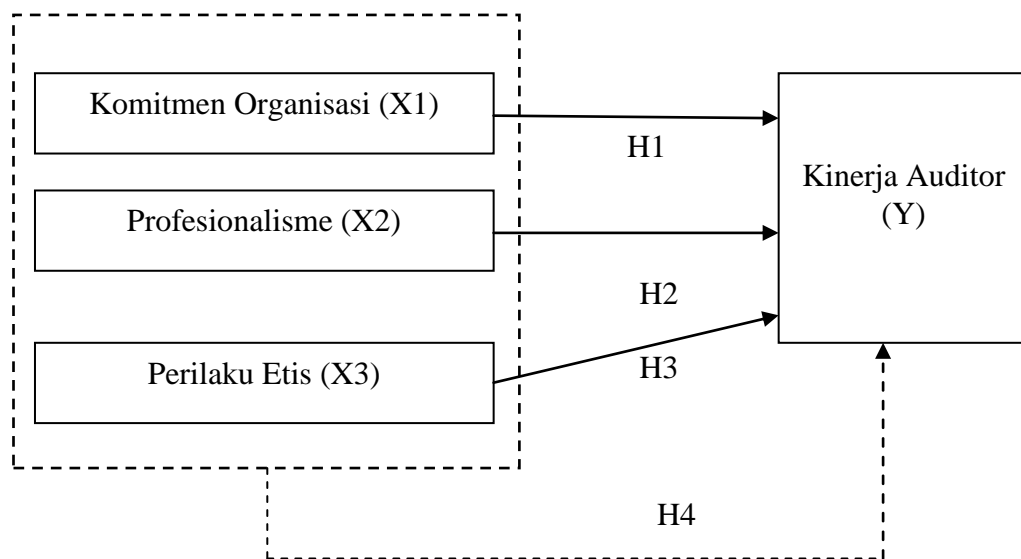 Komitmen Organisasi (X1)
H1
Kinerja Auditor
(Y)
Profesionalisme (X2)
H2
Perilaku Etis (X3)
H3
H4